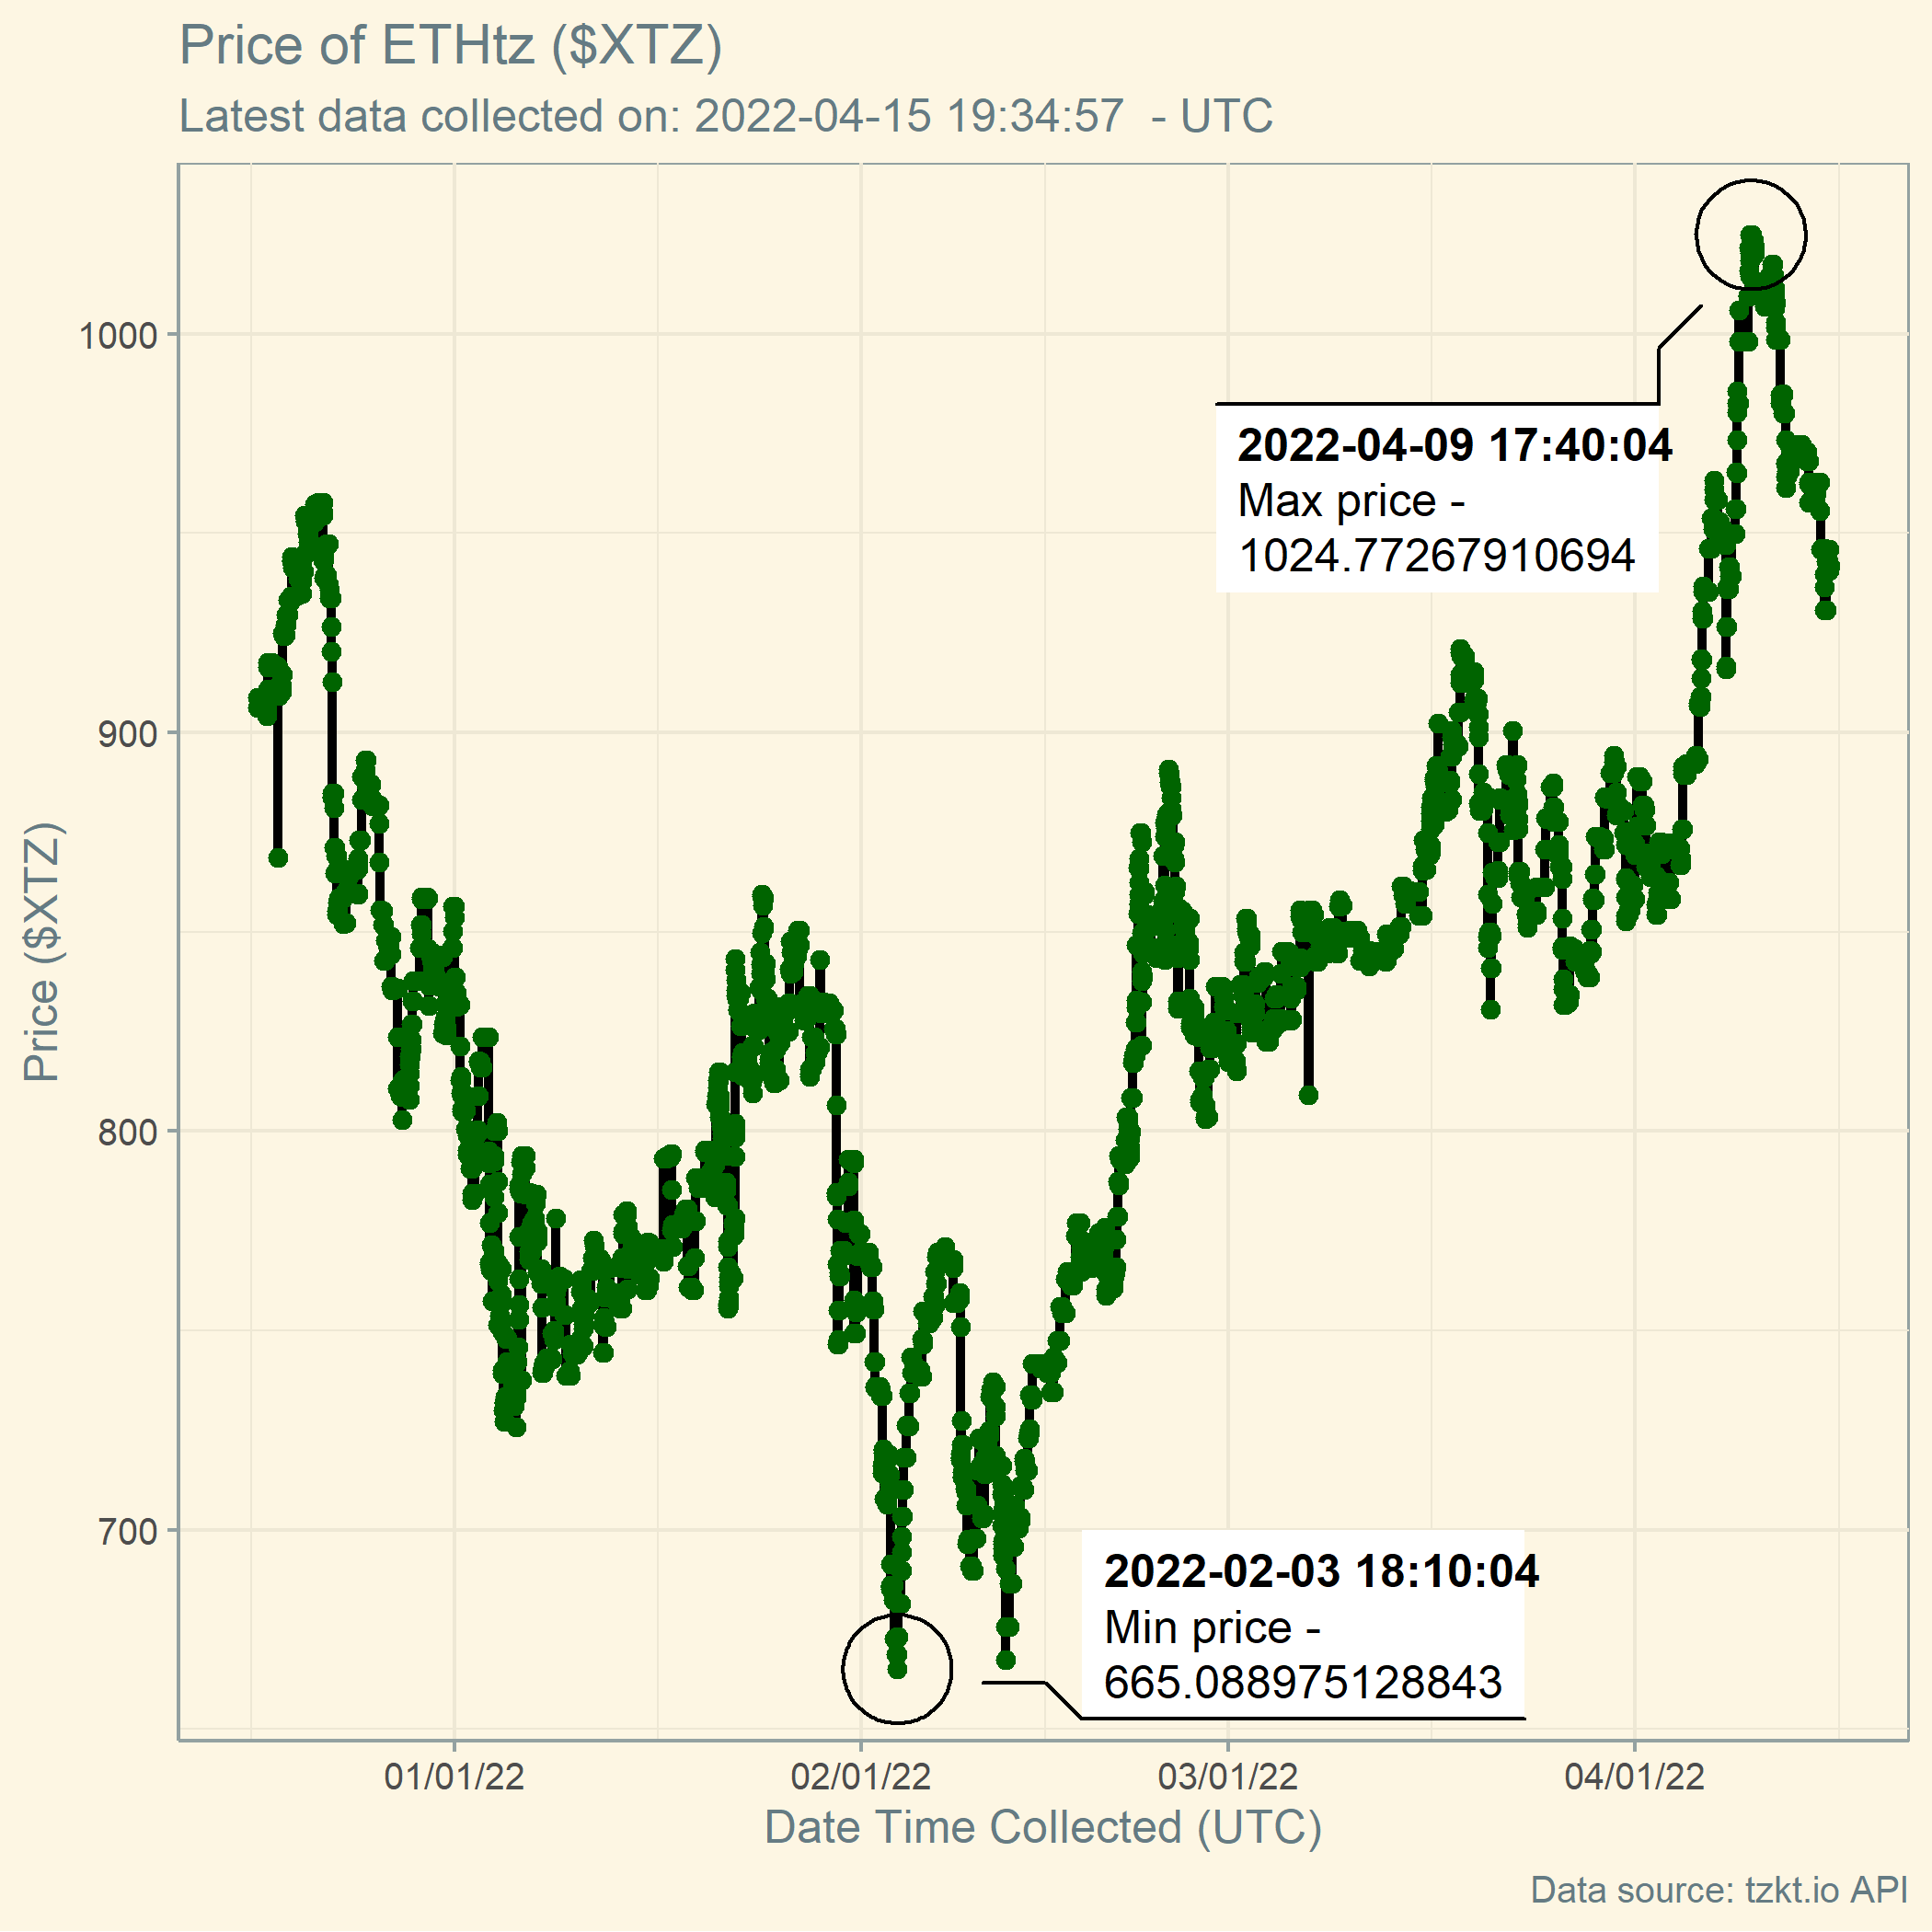 Price of ETHtz ($XTZ)
Latest data collected on: 2022-04-15 19:34:57  - UTC
Price ($XTZ)
1000
900
800
700
2022-04-09 17:40:04
Max price -
1024.77267910694
2022-02-03 18:10:04
Min price -
665.088975128843
01/01/22
02/01/22
03/01/22
04/01/22
Date Time Collected (UTC)
Data source: tzkt.io API